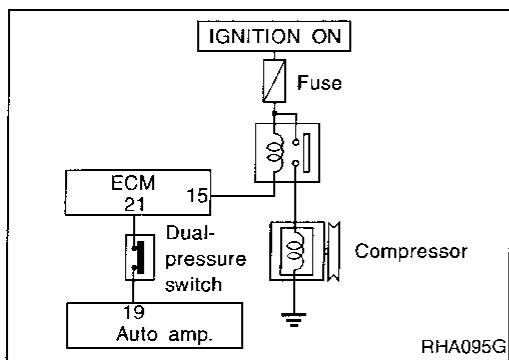 IGNITION ON
Fuse
ECM
15
21
Dual-
pressure
switch
Compressor
19
Auto amp.
RHA095G